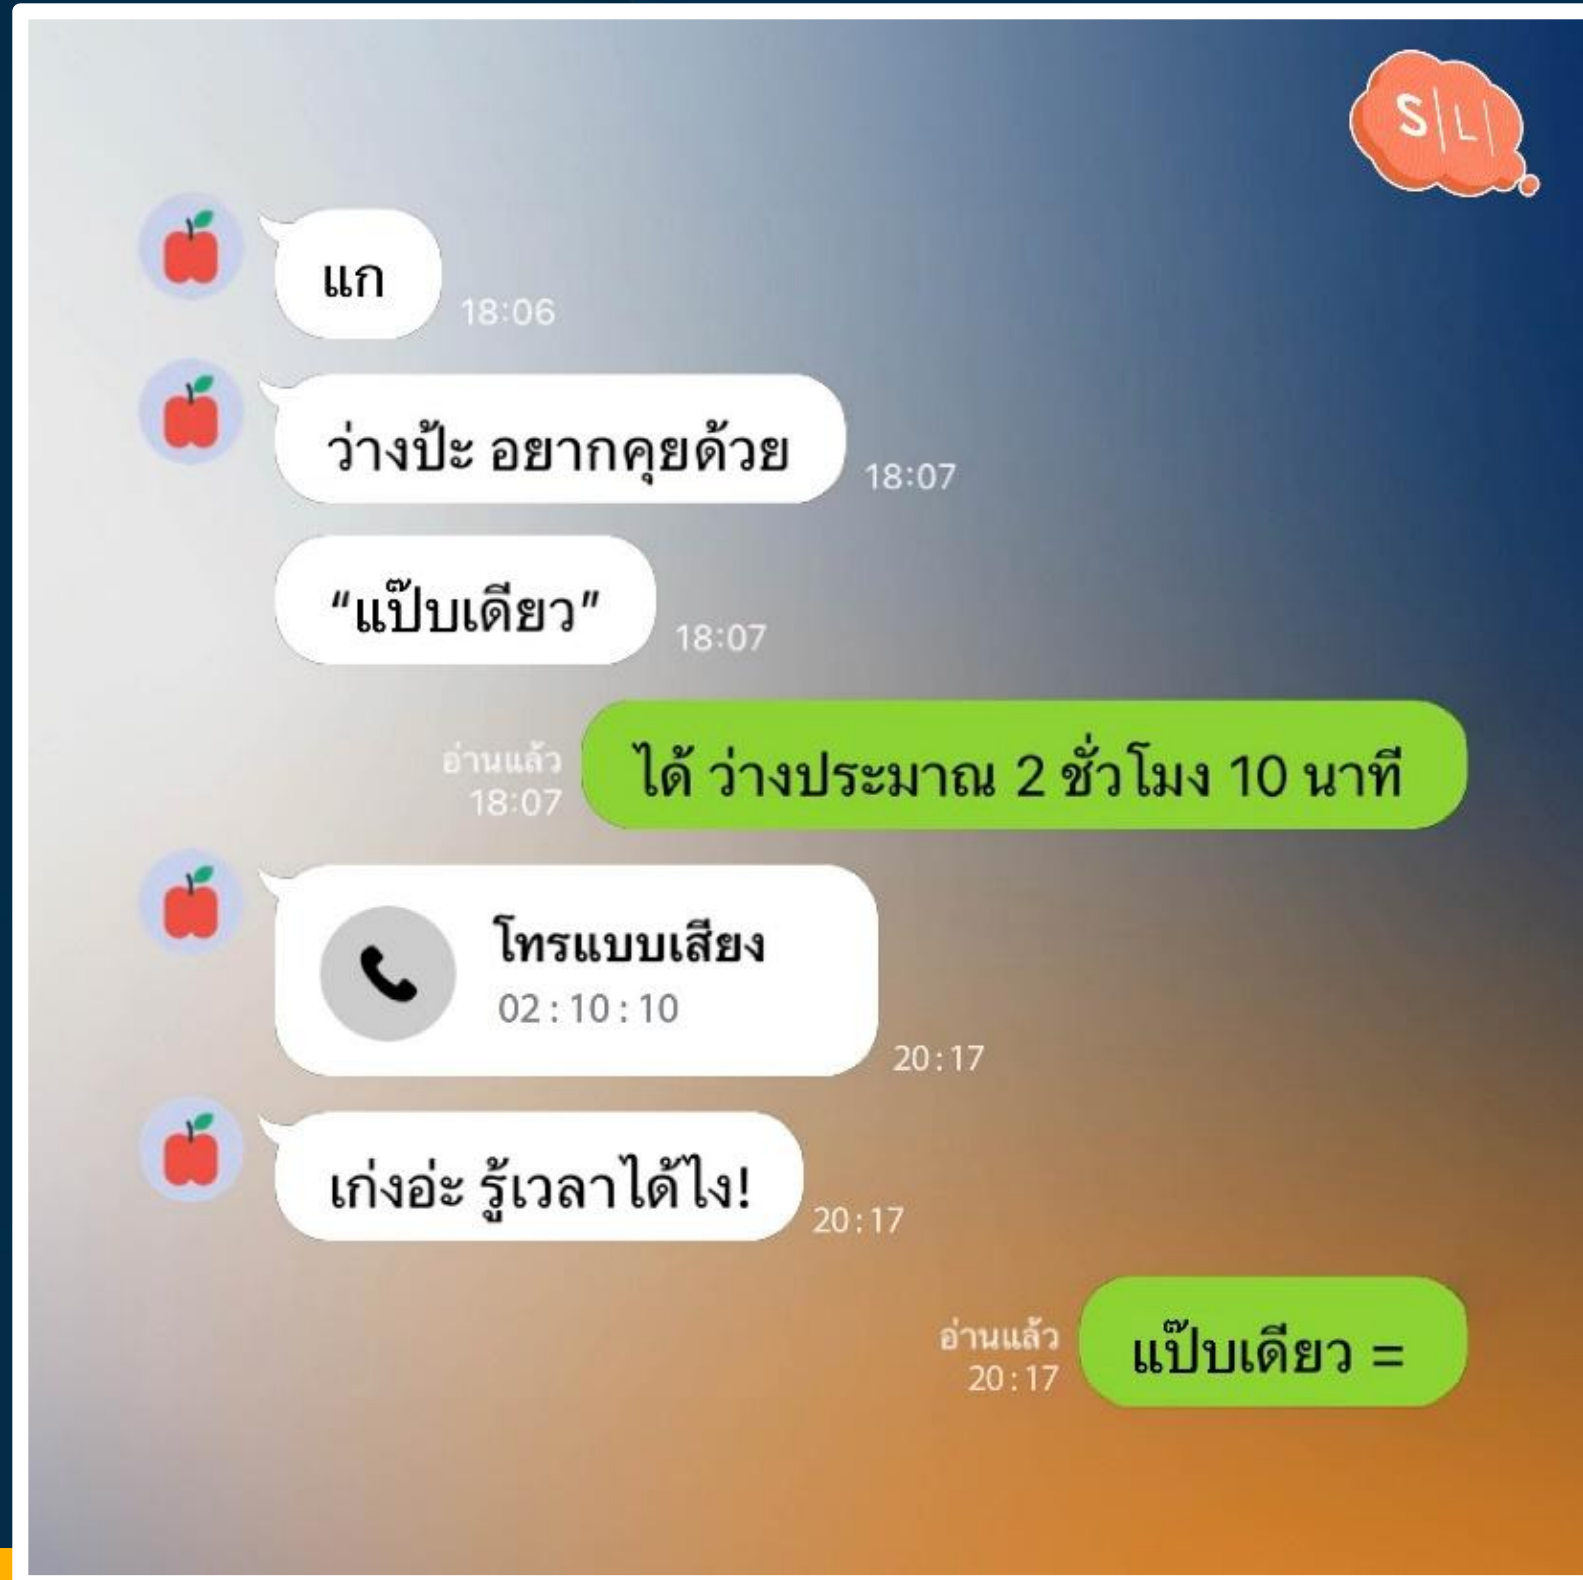 S|L|
แก
18:06
ว่างป้ะ อยากคุยด้วย
18:07
“แป๊บเดียว”
18:07
ได้ ว่างประมาณ 2 ชั่วโมง 10 นาที
อ่านแล้ว
18:07
โทรแบบเสียง
02 : 10 : 10
20:17
เก่งอ่ะ รู้เวลาได้ไง!
20:17
แป๊บเดียว =
อ่านแล้ว
20:17